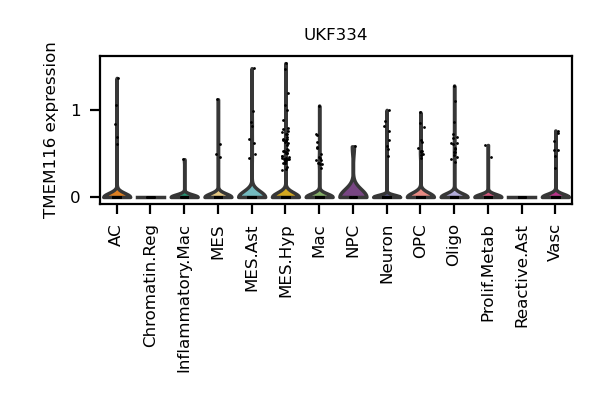 UKF334
TMEM116 expression
1
0
AC
Chromatin.Reg
Inflammatory.Mac
MES
MES.Ast
MES.Hyp
Mac
NPC
Neuron
OPC
Oligo
Prolif.Metab
Reactive.Ast
Vasc